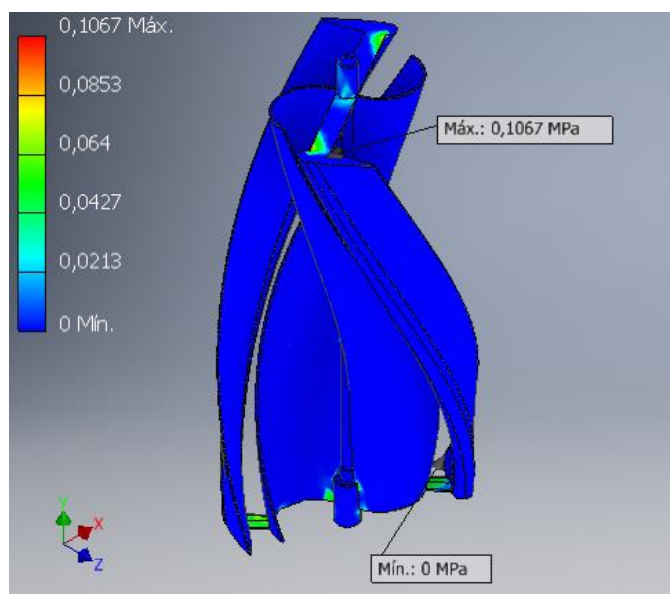 0,1067 Máx.
0,0853
0,064
0,0427
0,0213
0 Mín.
Máx.: 0,1067 MPa
Mín.: 0 MPa
Y
X
Z